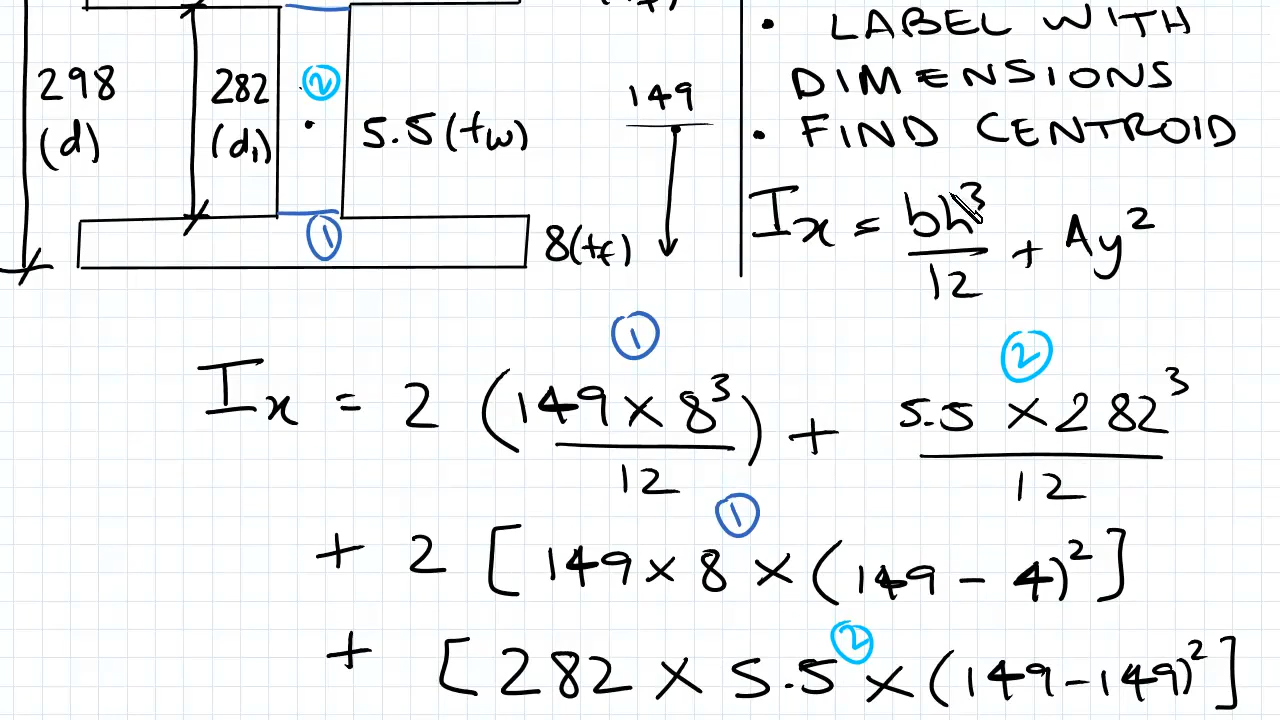 • LABEL WITH
DIMENSIONS
• FIND CENTROID
298
(d)
282
(d₁)
②
5.5 (tw)
149
①
8 (tf)
Ix = bh³/12 + Ay²
① ②
Ix = 2 (149 × 8³/12) + 5.5 × 282³/12
①
+ 2 [149 × 8 × (149 - 4)²]
②
+ [282 × 5.5 × (149 - 149)²]